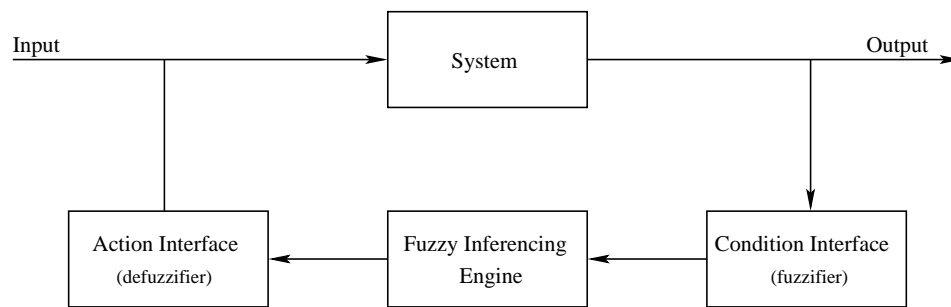 Input
System
Output
Action Interface
(defuzzifier)
Fuzzy Inferencing
Engine
Condition Interface
(fuzzifier)